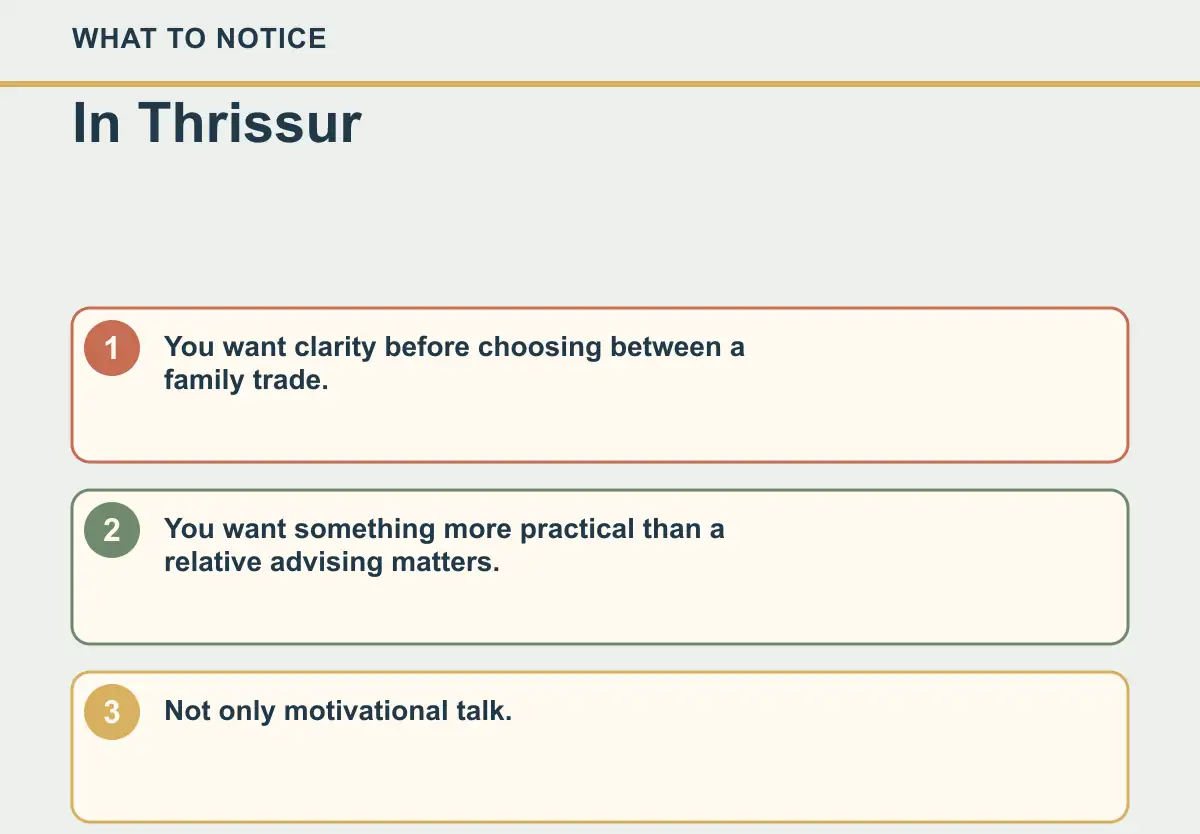 WHAT TO NOTICE
In Thrissur
1
You want clarity before choosing between a
family trade.
2
You want something more practical than a
relative advising matters.
3
Not only motivational talk.